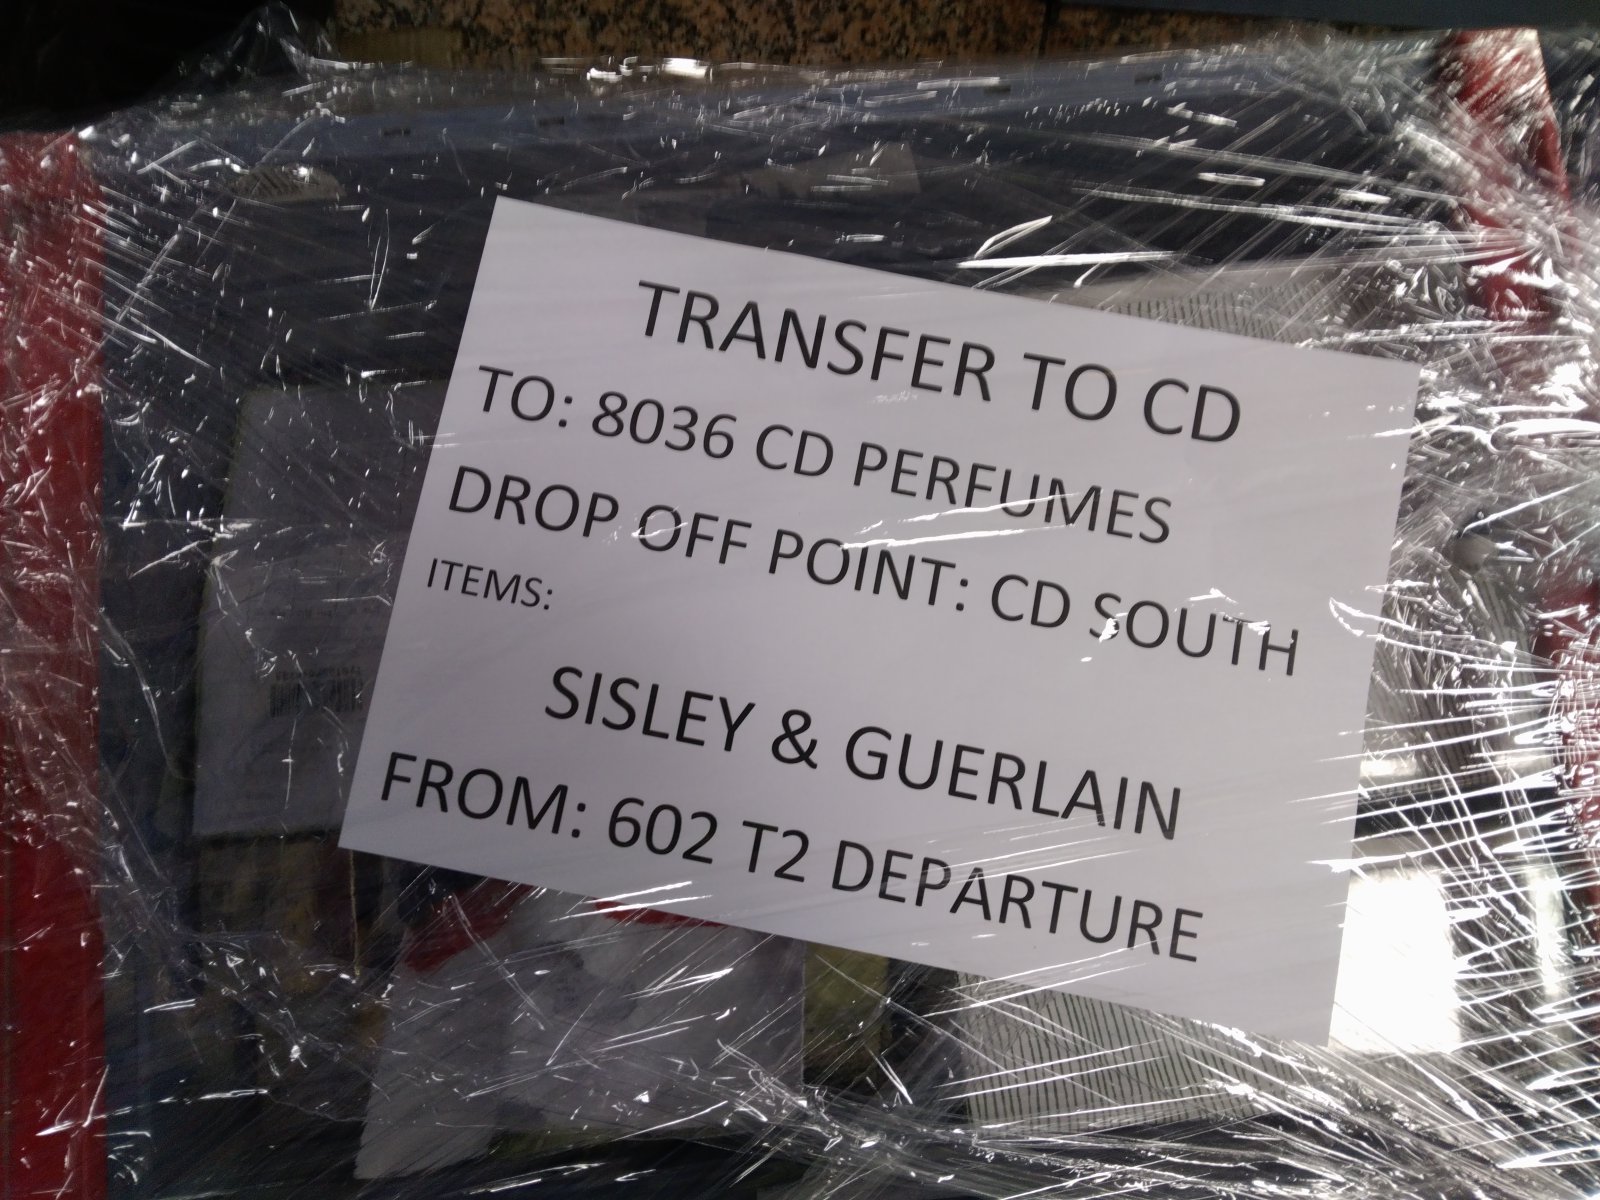 TRANSFER TO CD
TO: 8036 CD PERFUMES
DROP OFF POINT: CD SOUTH
ITEMS:
SISLEY & GUERLAIN
FROM: 602 T2 DEPARTURE